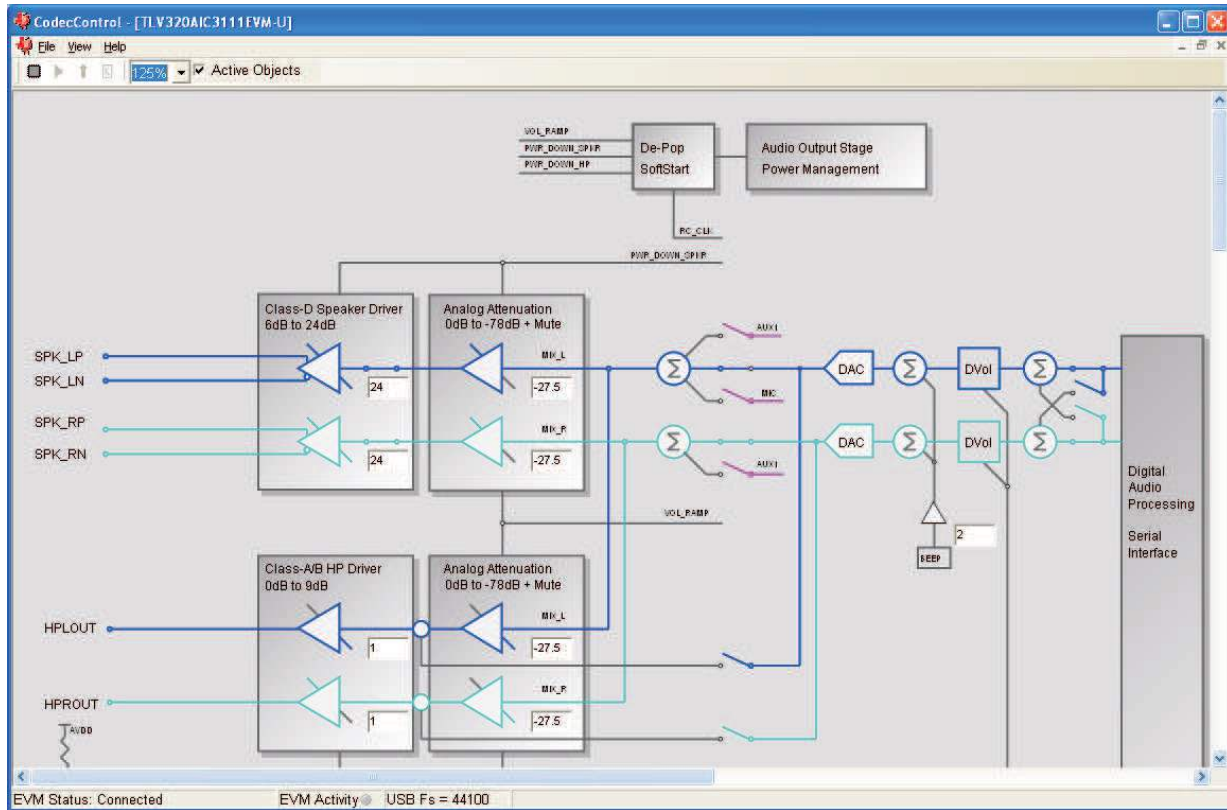 CodecControl - [TLV320AIC3111EVM-U]
File View Help
125% Active Objects
VOL_RAMP
PWR_DOWN_SPKR
PWR_DOWN_HP
De-Pop
SoftStart
Audio Output Stage
Power Management
RC_CLK
PWR_DOWN_SPKR
Class-D Speaker Driver
6dB to 24dB
Analog Attenuation
0dB to -78dB + Mute
SPK_LP
SPK_LN
24
MIX_L
-27.5
Σ
AUX1
MIC
DAC
Σ
DVol
Σ
SPK_RP
SPK_RN
24
MIX_R
-27.5
Σ
AUX1
DAC
Σ
DVol
Σ
Digital
Audio
Processing
Serial
Interface
VOL_RAMP
2
BEEP
Class-A/B HP Driver
0dB to 9dB
Analog Attenuation
0dB to -78dB + Mute
HPLOUT
1
MIX_L
-27.5
HPROUT
1
MIX_R
-27.5
AVDD
EVM Status: Connected EVM Activity USB Fs = 44100